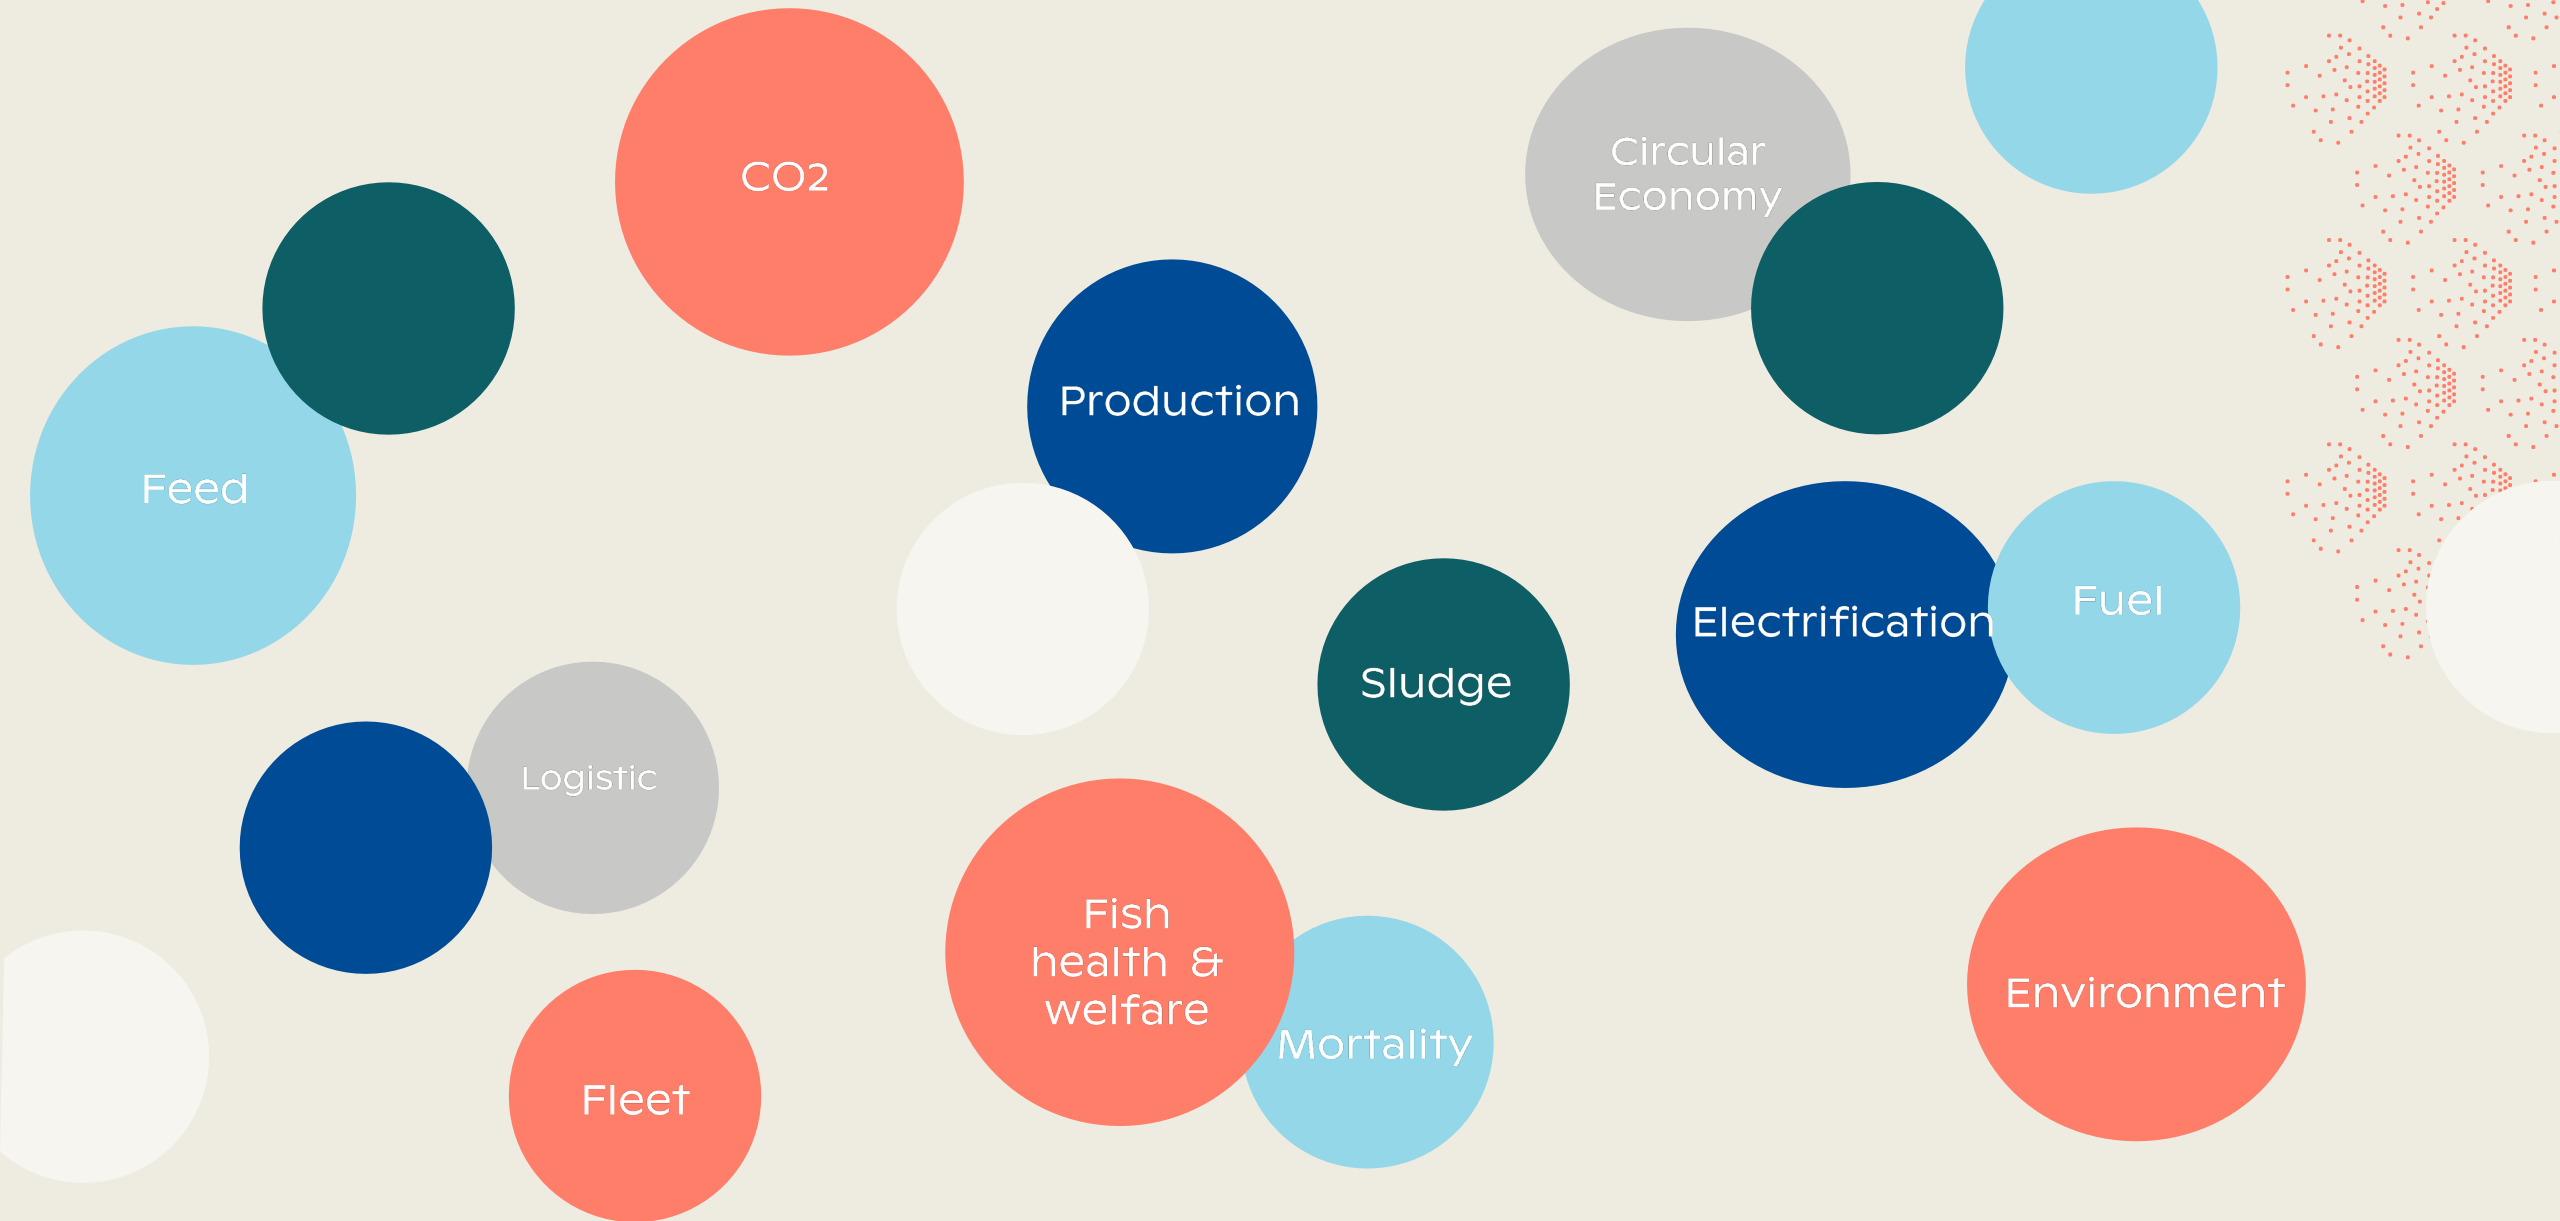 CO2
Circular
Economy
Production
Feed
Electrification
Fuel
Sludge
Logistic
Fish
health &
welfare
Mortality
Environment
Fleet